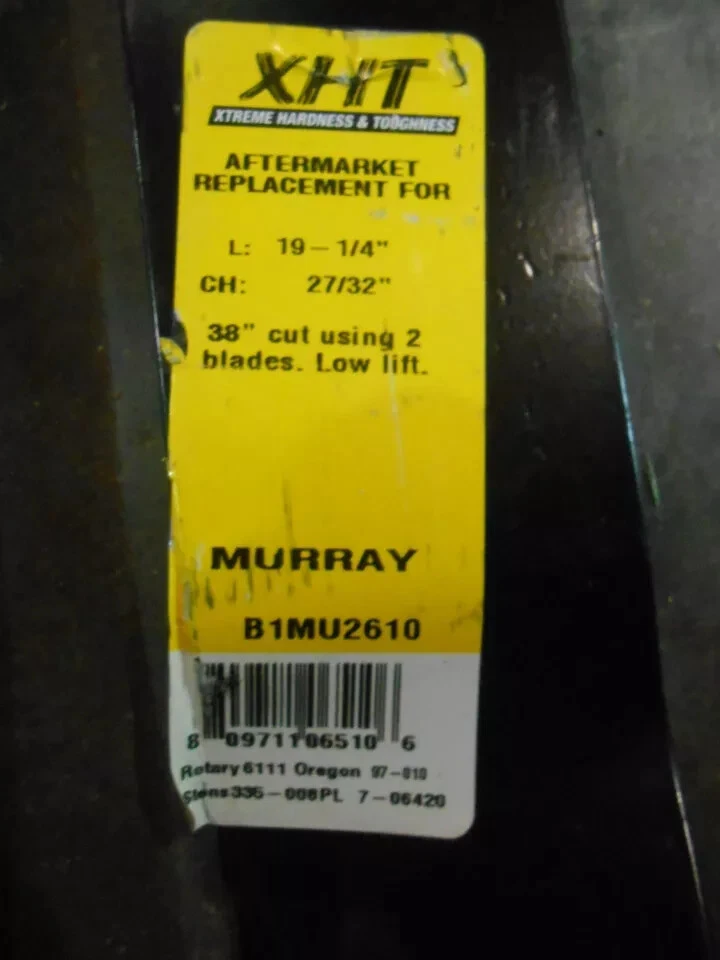 XHT
XTREME HARDNESS & TOUGHNESS
AFTERMARKET
REPLACEMENT FOR
L: 19-1/4"
CH: 27/32"
38" cut using 2
blades. Low lift.
MURRAY
B1MU2610
8 09711 06510 6
Rotary 6111 Oregon 97-010
Stens 335-008PL 7-06420